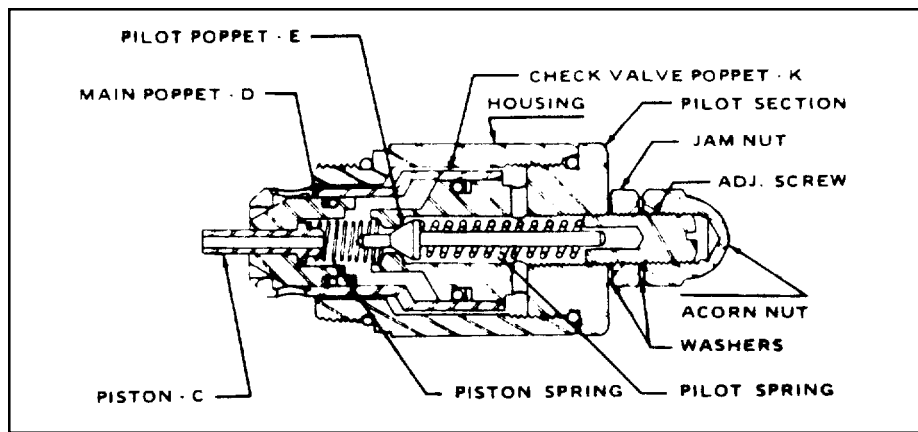 PILOT POPPET - E
CHECK VALVE POPPET - K
MAIN POPPET - D
HOUSING
PILOT SECTION
JAM NUT
ADJ. SCREW
ACORN NUT
WASHERS
PISTON - C
PISTON SPRING
PILOT SPRING